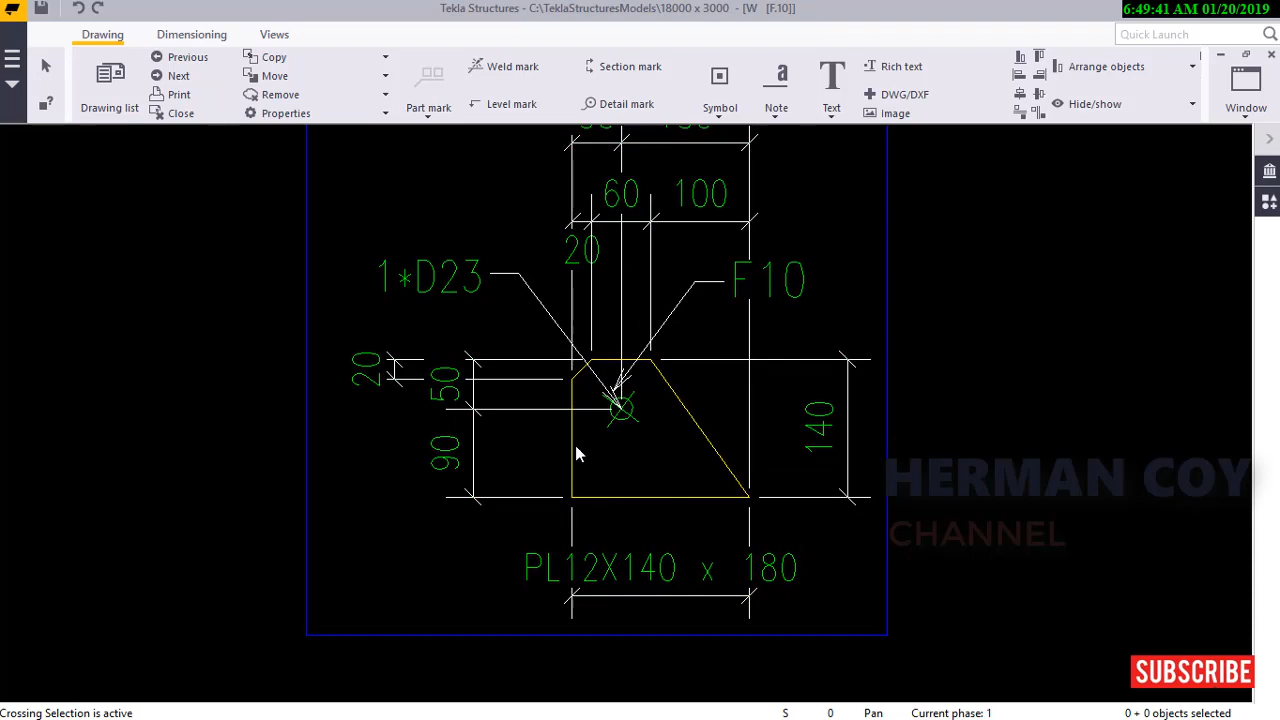 Tekla Structures - C:\TeklaStructuresModels\18000 x 3000 - [W [F.10]]
6:49:41 AM 01/20/2019
Drawing Dimensioning Views
Quick Launch
Drawing list
Previous
Next
Print
Close
Copy
Move
Remove
Properties
Part mark
Weld mark
Level mark
Section mark
Detail mark
Symbol
Note
Text
Rich text
DWG/DXF
Image
Arrange objects
Hide/show
Window
60 100
20
1*D23
F10
20
50
90
140
PL12X140 x 180
HERMAN COY
CHANNEL
SUBSCRIBE
Crossing Selection is active
S 0 Pan Current phase: 1 0 + 0 objects selected